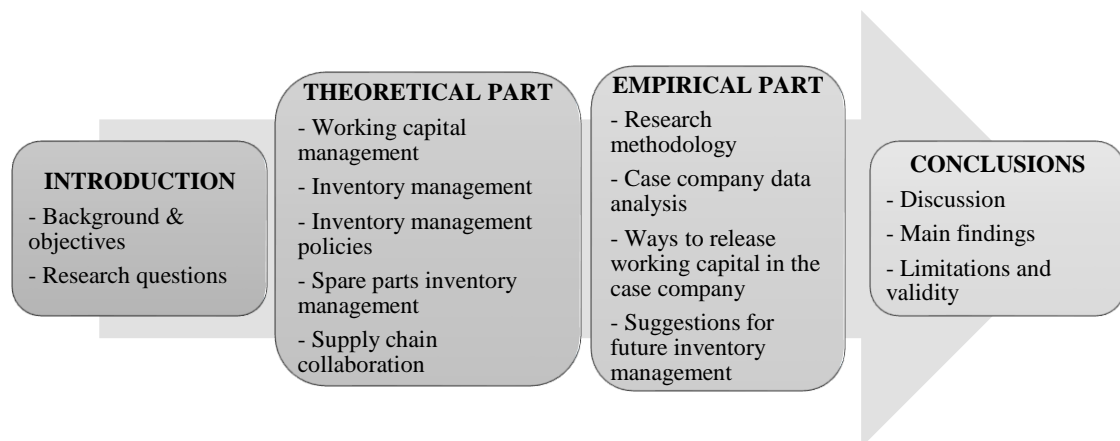 INTRODUCTION
- Background &
objectives
- Research questions
THEORETICAL PART
- Working capital
management
- Inventory management
- Inventory management
policies
- Spare parts inventory
management
- Supply chain
collaboration
EMPIRICAL PART
- Research
methodology
- Case company data
analysis
- Ways to release
working capital in the
case company
- Suggestions for
future inventory
management
CONCLUSIONS
- Discussion
- Main findings
- Limitations and
validity